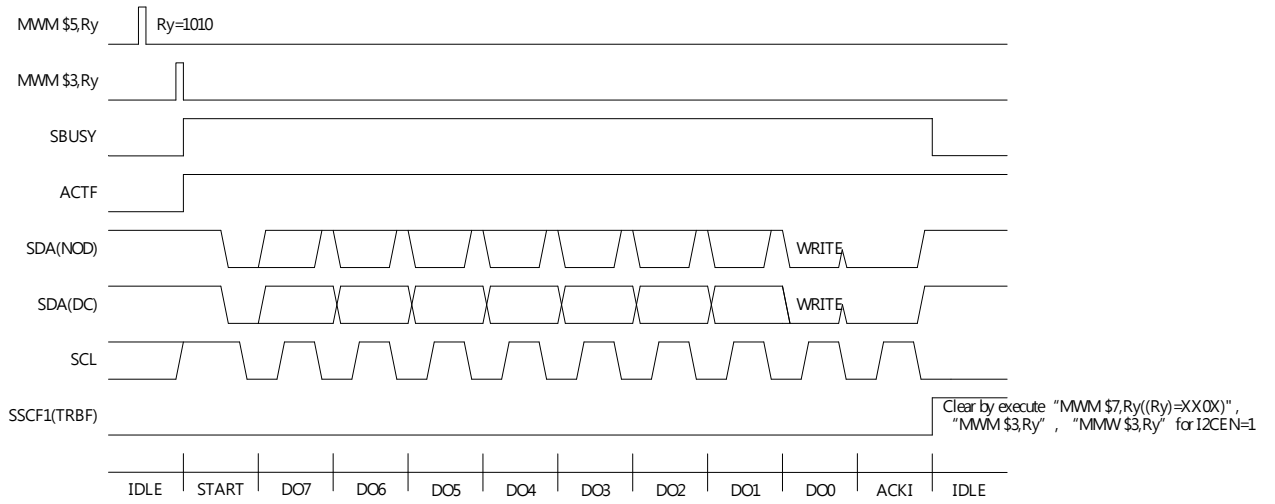 MWM $5,Ry Ry=1010
MWM $3,Ry
SBUSY
ACTF
SDA(NOD) WRITE
SDA(DC) WRITE
SCL
SSCF1(TRBF) Clear by execute “MWM $7,Ry((Ry)=XX0X)" ,
“MWM $3,Ry” , “MMW $3,Ry” for I2CEN=1
IDLE START DO7 DO6 DO5 DO4 DO3 DO2 DO1 DO0 ACKI IDLE